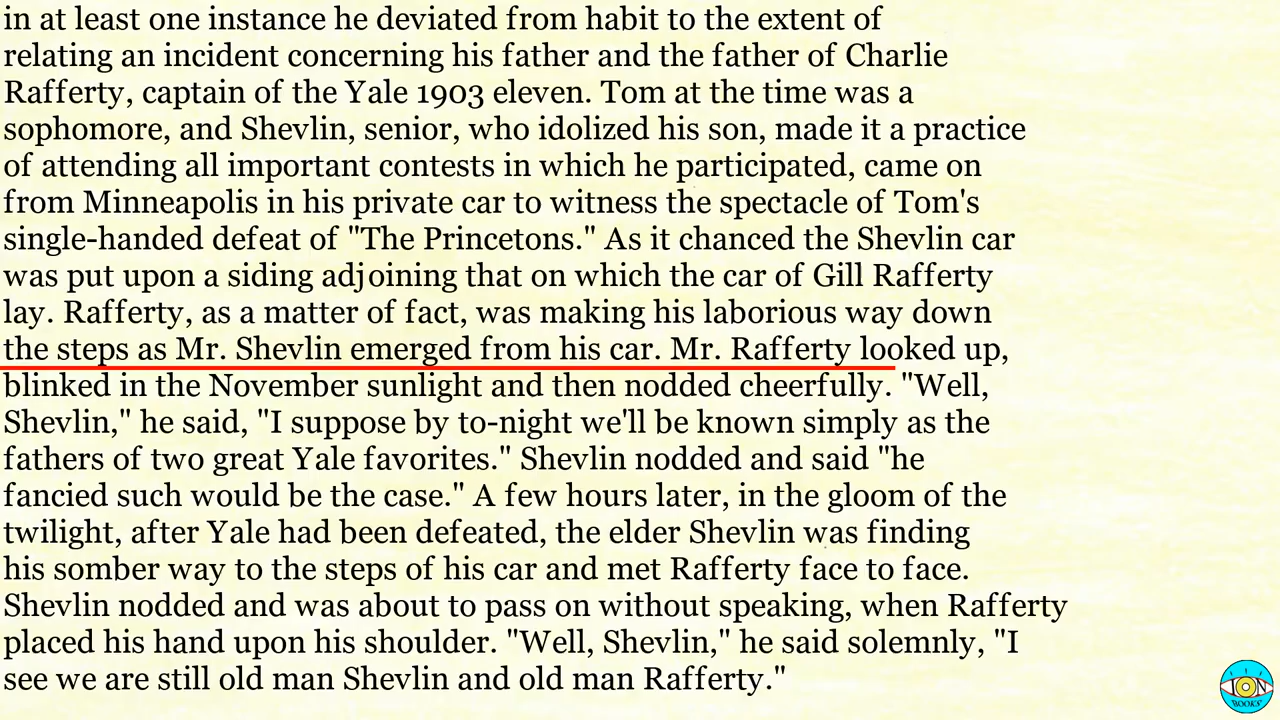 in at least one instance he deviated from habit to the extent of
relating an incident concerning his father and the father of Charlie
Rafferty, captain of the Yale 1903 eleven. Tom at the time was a
sophomore, and Shevlin, senior, who idolized his son, made it a practice
of attending all important contests in which he participated, came on
from Minneapolis in his private car to witness the spectacle of Tom's
single-handed defeat of "The Princetons." As it chanced the Shevlin car
was put upon a siding adjoining that on which the car of Gill Rafferty
lay. Rafferty, as a matter of fact, was making his laborious way down
the steps as Mr. Shevlin emerged from his car. Mr. Rafferty looked up,
blinked in the November sunlight and then nodded cheerfully. "Well,
Shevlin," he said, "I suppose by to-night we'll be known simply as the
fathers of two great Yale favorites." Shevlin nodded and said "he
fancied such would be the case." A few hours later, in the gloom of the
twilight, after Yale had been defeated, the elder Shevlin was finding
his somber way to the steps of his car and met Rafferty face to face.
Shevlin nodded and was about to pass on without speaking, when Rafferty
placed his hand upon his shoulder. "Well, Shevlin," he said solemnly, "I
see we are still old man Shevlin and old man Rafferty."
ION
BOOKS